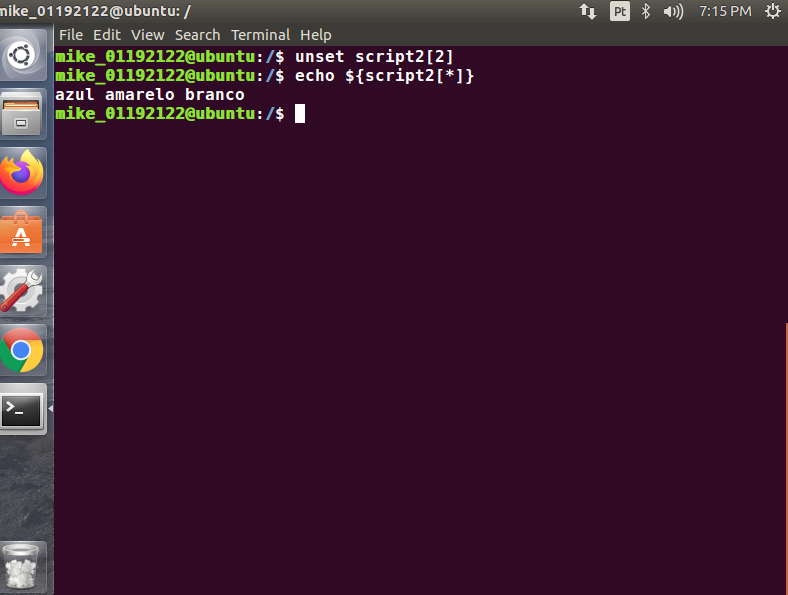 mike_01192122@ubuntu: /
Pt
7:15 PM
File Edit View Search Terminal Help
mike_01192122@ubuntu:/$ unset script2[2]
mike_01192122@ubuntu:/$ echo ${script2[*]}
azul amarelo branco
mike_01192122@ubuntu:/$